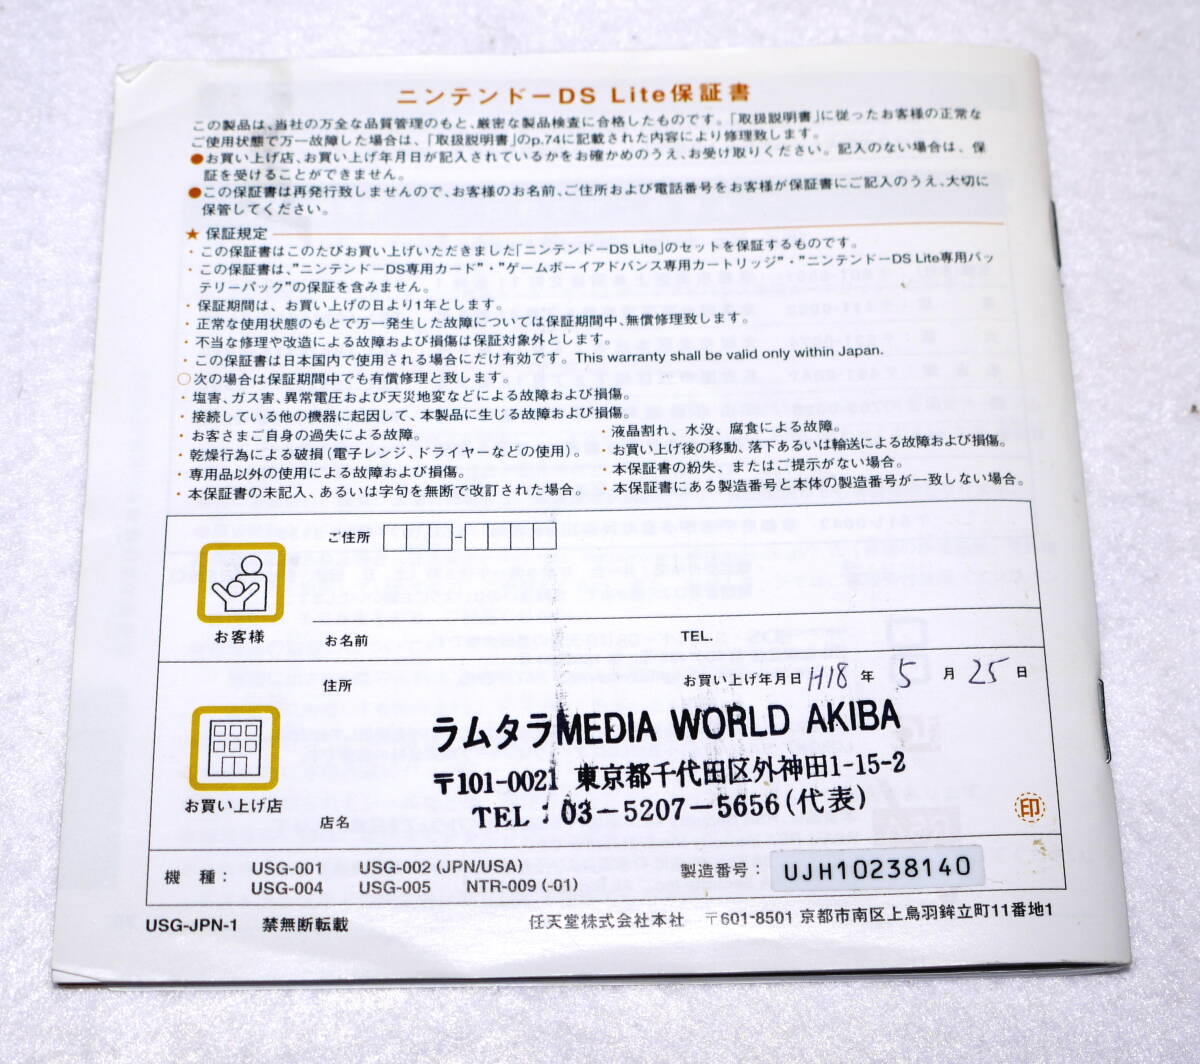 ニンテンドーDS Lite保証書
この製品は、当社の万全な品質管理のもと、厳密な製品検査に合格したものです。「取扱説明書」に従ったお客様の正常な
ご使用状態で万一故障した場合は、「取扱説明書」のp.74に記載された内容により修理致します。
●お買い上げ店、お買い上げ年月日が記入されているかをお確かめのうえ、お受け取りください。記入のない場合は、保
証を受けることができません。
●この保証書は再発行致しませんので、お客様のお名前、ご住所および電話番号をお客が保証書にご記入のうえ、大切に
保管してください。
★ 保証規定
・この保証書はこのたびお買い上げいただきました「ニンテンドーDS Lite」のセットを保証するものです。
・この保証書は、"ニンテンドーDS専用カード"・"ゲームボーイアドバンス専用カートリッジ"・"ニンテンドーDS Lite専用バッ
テリーパック"の保証を含みません。
・保証期間は、お買い上げの日より1年とします。
・正常な使用状態のもとで万一発生した故障については保証期間中、無償修理致します。
・不当な修理や改造による故障および損傷は保証対象外とします。
・この保証書は日本国内で使用される場合にだけ有効です。This warranty shall be valid only within Japan.
○次の場合は保証期間中でも有償修理と致します。
・塩害、ガス害、異常電圧および天災地変などによる故障および損傷。
・接続している他の機器に起因して、本製品に生じる故障および損傷。
・お客さまご自身の過失による故障。
・乾燥行為による破損(電子レンジ、ドライヤーなどの使用)。
・専用品以外の使用による故障および損傷。
・本保証書の未記入、あるいは字句を無断で改訂された場合。
・液晶割れ、水没、腐食による故障。
・お買い上げ後の移動、落下あるいは輸送による故障および損傷。
・本保証書の紛失、またはご提示がない場合。
・本保証書にある製造番号と本体の製造番号が一致しない場合。
お客様
ご住所 -
お名前 TEL.
お買い上げ店
住所 お買い上げ年月日 H18 年 5 月 25 日
ラムタラMEDIA WORLD AKIBA
〒101-0021 東京都千代田区外神田1-15-2
TEL:03-5207-5656(代表)
店名 印
機 種: USG-001 USG-002 (JPN/USA)
USG-004 USG-005 NTR-009 (-01)
製造番号: UJH10238140
USG-JPN-1 禁無断転載 任天堂株式会社本社 〒601-8501 京都市南区上鳥羽鉾立町11番地1